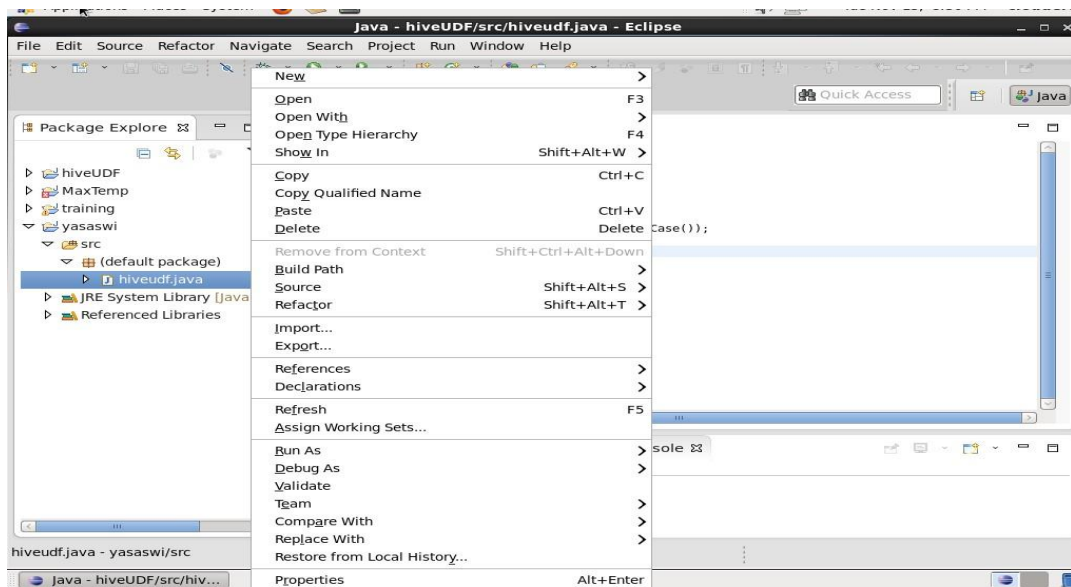 Java - hiveUDF/src/hiveudf.java - Eclipse
File Edit Source Refactor Navigate Search Project Run Window Help
Quick Access
Java
Package Explore
hiveUDF
MaxTemp
training
yasaswi
src
(default package)
hiveudf.java
JRE System Library [Java
Referenced Libraries
New
Open F3
Open With
Open Type Hierarchy F4
Show In Shift+Alt+W
Copy Ctrl+C
Copy Qualified Name
Paste Ctrl+V
Delete Delete
Remove from Context Shift+Ctrl+Alt+Down
Build Path
Source Shift+Alt+S
Refactor Shift+Alt+T
Import...
Export...
References
Declarations
Refresh F5
Assign Working Sets...
Run As
Debug As
Validate
Team
Compare With
Replace With
Restore from Local History...
Properties Alt+Enter
Case());
sole
hiveudf.java - yasaswi/src
Java - hiveUDF/src/hiv...